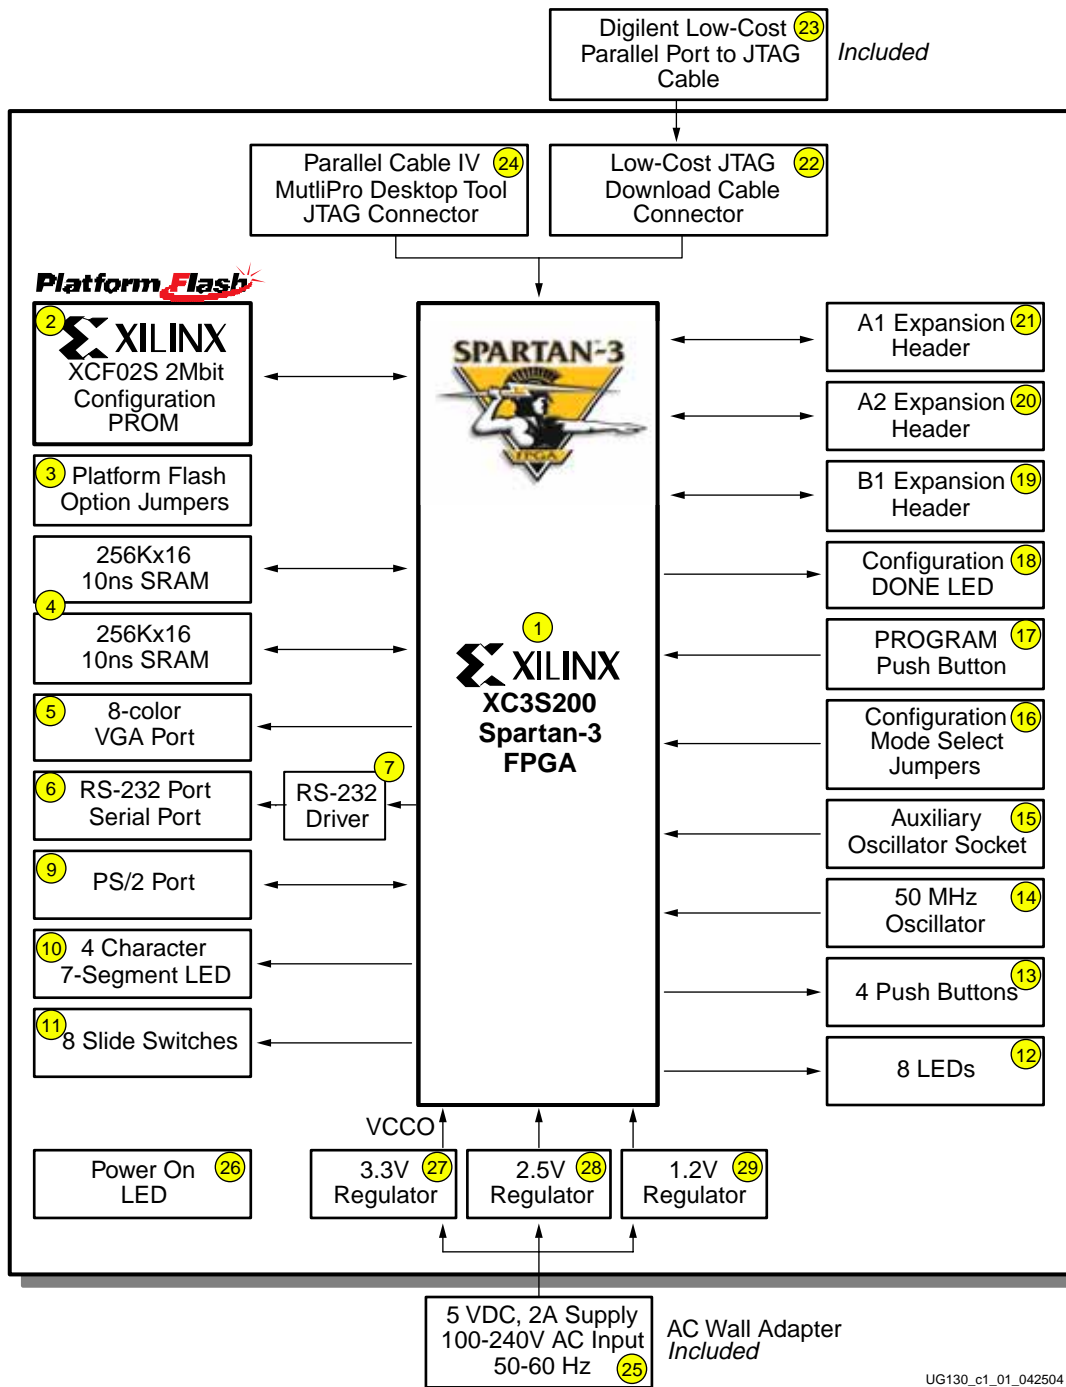 Digilent Low-Cost 23
Parallel Port to JTAG
Cable
Included
Parallel Cable IV 24
MutliPro Desktop Tool
JTAG Connector
Low-Cost JTAG 22
Download Cable
Connector
Platform Flash
2
XILINX
XCF02S 2Mbit
Configuration
PROM
3 Platform Flash
Option Jumpers
256Kx16
10ns SRAM
4
256Kx16
10ns SRAM
5 8-color
VGA Port
6 RS-232 Port
Serial Port
7
RS-232
Driver
9
PS/2 Port
10 4 Character
7-Segment LED
11
8 Slide Switches
Power On 26
LED
SPARTAN-3
FPGA
1
XILINX
XC3S200
Spartan-3
FPGA
A1 Expansion 21
Header
A2 Expansion 20
Header
B1 Expansion 19
Header
Configuration 18
DONE LED
PROGRAM 17
Push Button
Configuration 16
Mode Select
Jumpers
Auxiliary 15
Oscillator Socket
50 MHz 14
Oscillator
13
4 Push Buttons
12
8 LEDs
VCCO
3.3V 27
Regulator
2.5V 28
Regulator
1.2V 29
Regulator
5 VDC, 2A Supply
100-240V AC Input
50-60 Hz 25
AC Wall Adapter
Included
UG130_c1_01_042504